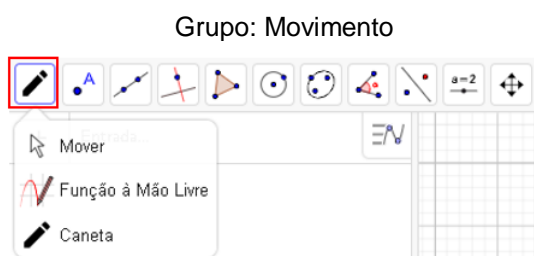 Grupo: Movimento
A
a=2
Entrada...
Mover
Função à Mão Livre
Caneta